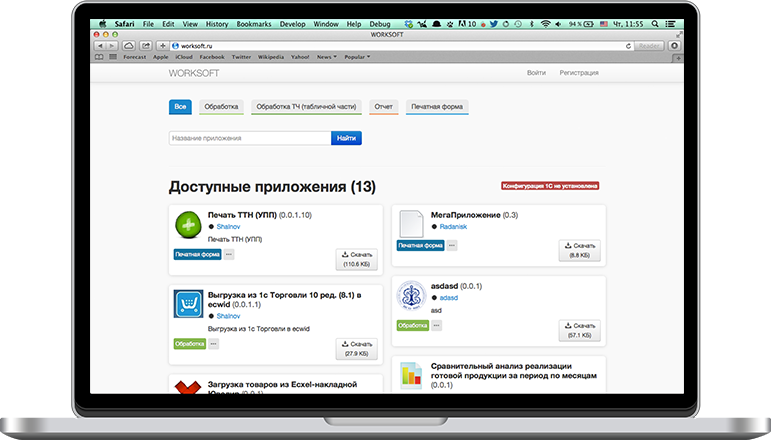 Safari File Edit View History Bookmarks Develop Window Help Debug 10 94% Чт, 11:55
WORKSOFT
worksoft.ru Reader
Forecast Apple iCloud Facebook Twitter Wikipedia Yahoo! News Popular
WORKSOFT Войти Регистрация
Все Обработка Обработка ТЧ (табличной части) Отчет Печатная форма
Название приложения Найти
Доступные приложения (13) Конфигурация 1С не установлена
Печать ТТН (УПП) (0.0.1.10)
Shalnov
Печать ТТН (УПП)
Печатная форма ...
Скачать
(110.6 КБ)
МегаПриложение (0.3)
Radanisk
Печатная форма ...
Скачать
(8.8 КБ)
Выгрузка из 1с Торговли 10 ред. (8.1) в
ecwid (0.0.1.1)
Shalnov
Выгрузка из 1с Торговли в ecwid
Обработка ...
Скачать
(27.9 КБ)
asdasd (0.0.1)
adasd
asd
Обработка ...
Скачать
(57.1 КБ)
Загрузка товаров из Ecxel-накладной
Сравнительный анализ реализации
готовой продукции за период по месяцам
(0.0.1)